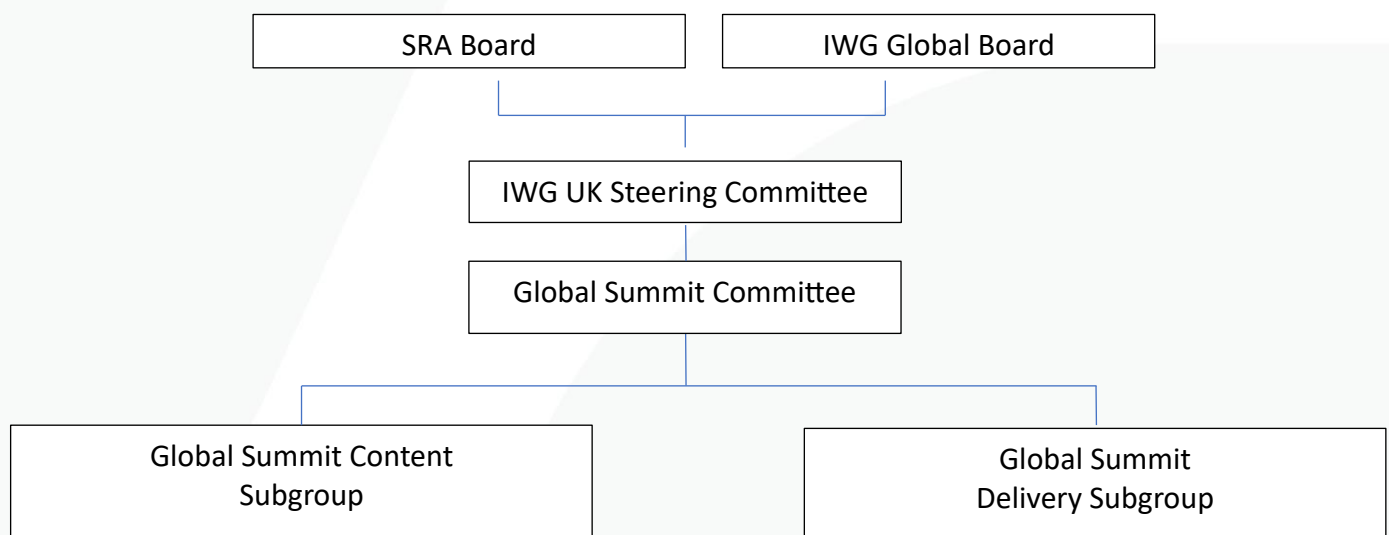 SRA Board
IWG Global Board
IWG UK Steering Committee
Global Summit Committee
Global Summit Content
Subgroup
Global Summit
Delivery Subgroup